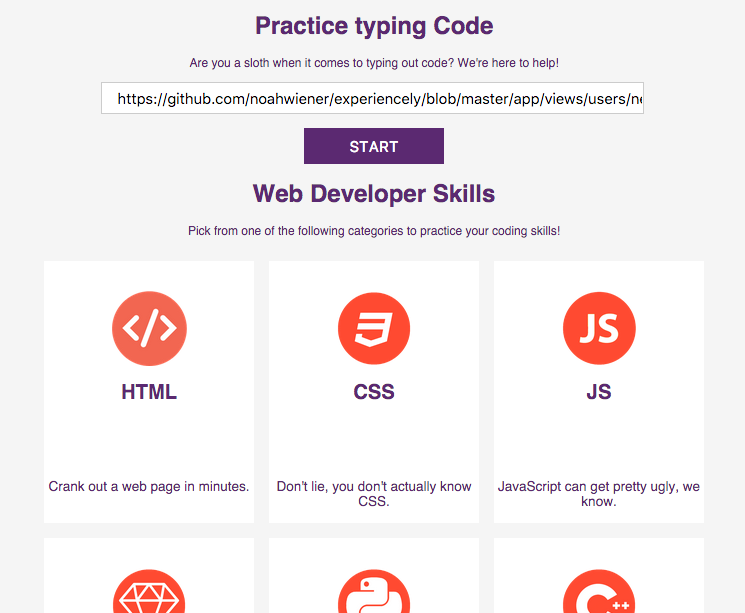 Practice typing Code
Are you a sloth when it comes to typing out code? We're here to help!
https://github.com/noahwiener/experiencely/blob/master/app/views/users/ne
START
Web Developer Skills
Pick from one of the following categories to practice your coding skills!
</>
JS
HTML
CSS
JS
Crank out a web page in minutes.
Don't lie, you don't actually know
CSS.
JavaScript can get pretty ugly, we
know.
C++